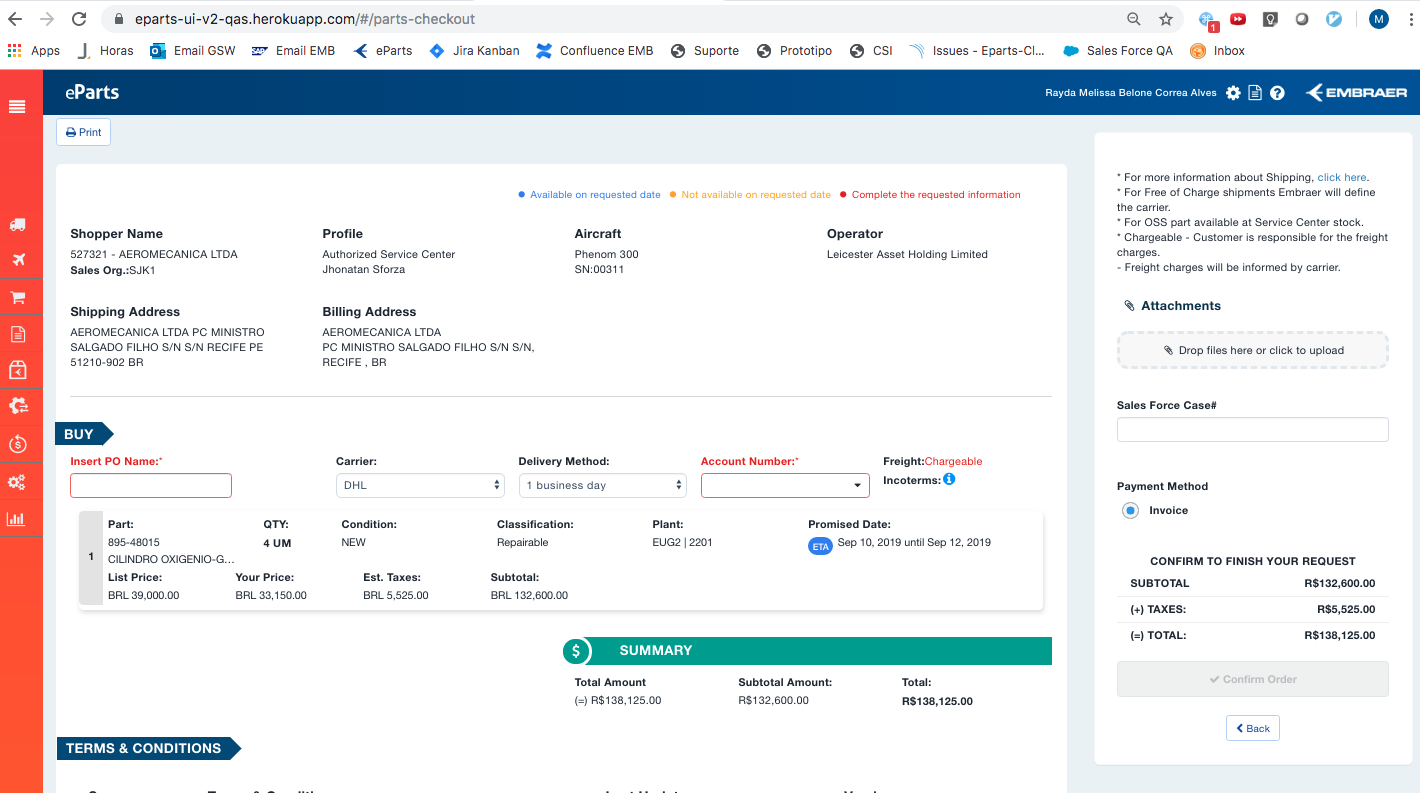 eparts-ui-v2-qas.herokuapp.com/#/parts-checkout
1
M
Apps
Horas
Email GSW
Email EMB
eParts
Jira Kanban
Confluence EMB
Suporte
Prototipo
CSI
Issues - Eparts-Cl...
Sales Force QA
Inbox
eParts
Rayda Melissa Belone Correa Alves
EMBRAER
Print
Available on requested date
Not available on requested date
Complete the requested information
Shopper Name
527321 - AEROMECANICA LTDA
Sales Org.:SJK1
Profile
Authorized Service Center
Jhonatan Sforza
Aircraft
Phenom 300
SN:00311
Operator
Leicester Asset Holding Limited
Shipping Address
AEROMECANICA LTDA PC MINISTRO
SALGADO FILHO S/N S/N RECIFE PE
51210-902 BR
Billing Address
AEROMECANICA LTDA
PC MINISTRO SALGADO FILHO S/N S/N,
RECIFE , BR
BUY
Insert PO Name:*
Carrier:
DHL
Delivery Method:
1 business day
Account Number:*
Freight:Chargeable
Incoterms:
1
Part:
895-48015
CILINDRO OXIGENIO-G...
QTY:
4 UM
Condition:
NEW
Classification:
Repairable
Plant:
EUG2 | 2201
Promised Date:
ETA Sep 10, 2019 until Sep 12, 2019
List Price:
BRL 39,000.00
Your Price:
BRL 33,150.00
Est. Taxes:
BRL 5,525.00
Subtotal:
BRL 132,600.00
$ SUMMARY
Total Amount
(=) R$138,125.00
Subtotal Amount:
R$132,600.00
Total:
R$138,125.00
TERMS & CONDITIONS
* For more information about Shipping, click here.
* For Free of Charge shipments Embraer will define
the carrier.
* For OSS part available at Service Center stock.
* Chargeable - Customer is responsible for the freight
charges.
- Freight charges will be informed by carrier.
Attachments
Drop files here or click to upload
Sales Force Case#
Payment Method
Invoice
CONFIRM TO FINISH YOUR REQUEST
SUBTOTAL R$132,600.00
(+) TAXES: R$5,525.00
(=) TOTAL: R$138,125.00
Confirm Order
Back